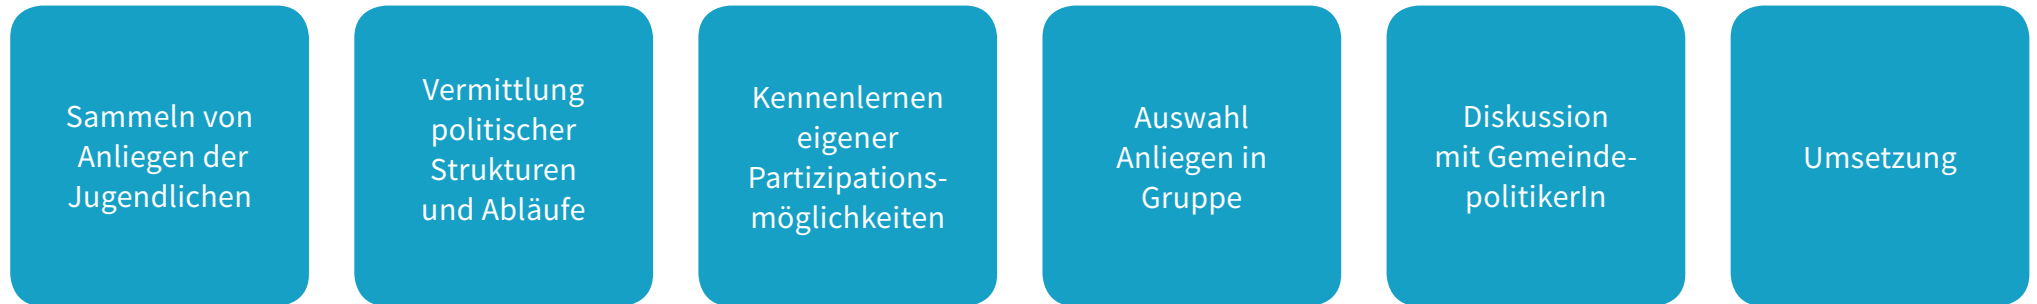 Sammeln von
Anliegen der
Jugendlichen
Vermittlung
politischer
Strukturen
und Abläufe
Kennenlernen
eigener
Partizipations-
möglichkeiten
Auswahl
Anliegen in
Gruppe
Diskussion
mit Gemeinde-
politikerIn
Umsetzung